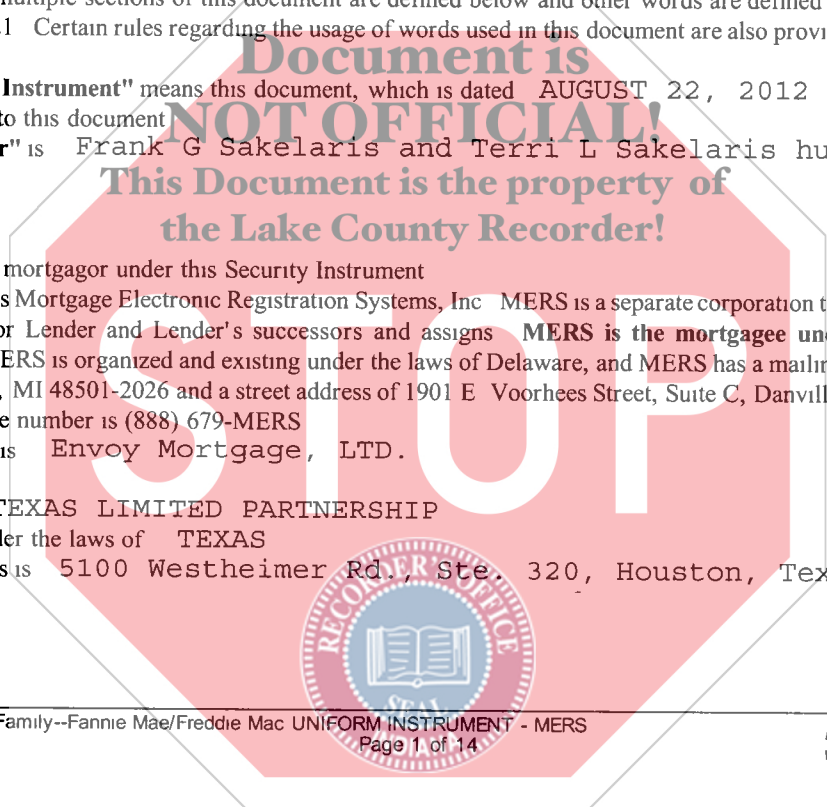 multiple sections of this document are defined below and other words are defined
.1 Certain rules regarding the usage of words used in this document are also provi
Document is
Instrument" means this document, which is dated AUGUST 22, 2012
to this document
NOT OFFICIAL!
r" is Frank G Sakelaris and Terri L Sakelaris hu
This Document is the property of
the Lake County Recorder!
mortgagor under this Security Instrument
s Mortgage Electronic Registration Systems, Inc MERS is a separate corporation t
or Lender and Lender's successors and assigns MERS is the mortgagee un
ERS is organized and existing under the laws of Delaware, and MERS has a mailin
, MI 48501-2026 and a street address of 1901 E Voorhees Street, Suite C, Danvill
e number is (888) 679-MERS
STOP
is Envoy Mortgage, LTD.
TEXAS LIMITED PARTNERSHIP
er the laws of TEXAS
s is 5100 Westheimer Rd., Ste. 320, Houston, Tex
RECORDER'S OFFICE
SEAL
INDIANA
Family--Fannie Mae/Freddie Mac UNIFORM INSTRUMENT - MERS
Page 1 of 14